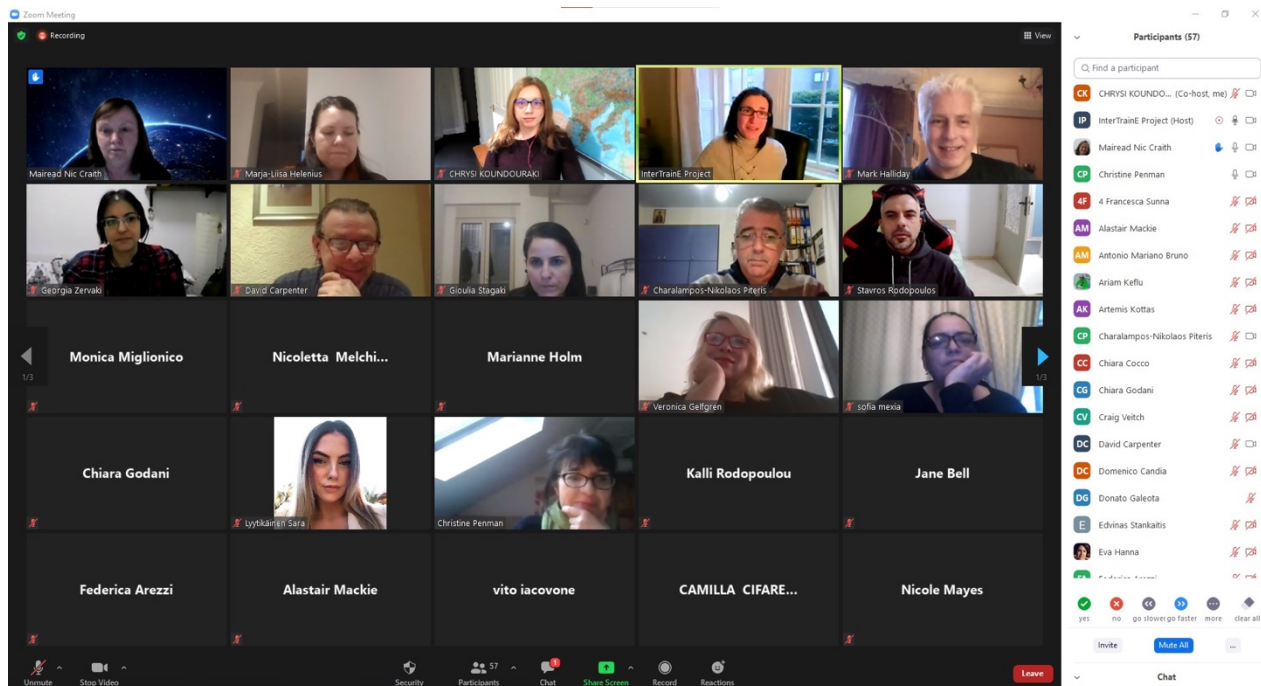 Zoom Meeting
Recording
View
Mairead Nic Craith
Marja-Liisa Helenius
CHRYSI KOUNDOURAKI
InterTrainE Project
Mark Halliday
Georgia Zervaki
David Carpenter
Gioulia Stagaki
Charalampos-Nikolaos Piteris
Stavros Rodopoulos
Monica Miglionico
Nicoletta Melchi...
Marianne Holm
Veronica Gelfgren
sofia mexia
1/3
1/3
Chiara Godani
Lyytikäinen Sara
Christine Penman
Kalli Rodopoulou
Jane Bell
Federica Arezzi
Alastair Mackie
vito iacovone
CAMILLA CIFARE...
Nicole Mayes
Unmute
Stop Video
Security
57
Participants
1
Chat
Share Screen
Record
Reactions
Leave
Participants (57)
Find a participant
CK CHRYSI KOUNDO... (Co-host, me)
IP InterTrainE Project (Host)
Mairead Nic Craith
CP Christine Penman
4F 4 Francesca Sunna
AM Alastair Mackie
AM Antonio Mariano Bruno
Ariam Keflu
AK Artemis Kottas
CP Charalampos-Nikolaos Piteris
CC Chiara Cocco
CG Chiara Godani
CV Craig Veitch
DC David Carpenter
DC Domenico Candia
DG Donato Galeota
E Edvinas Stankaitis
Eva Hanna
FA Federica Arezzi
yes no go slower go faster more clear all
Invite Mute All ...
Chat